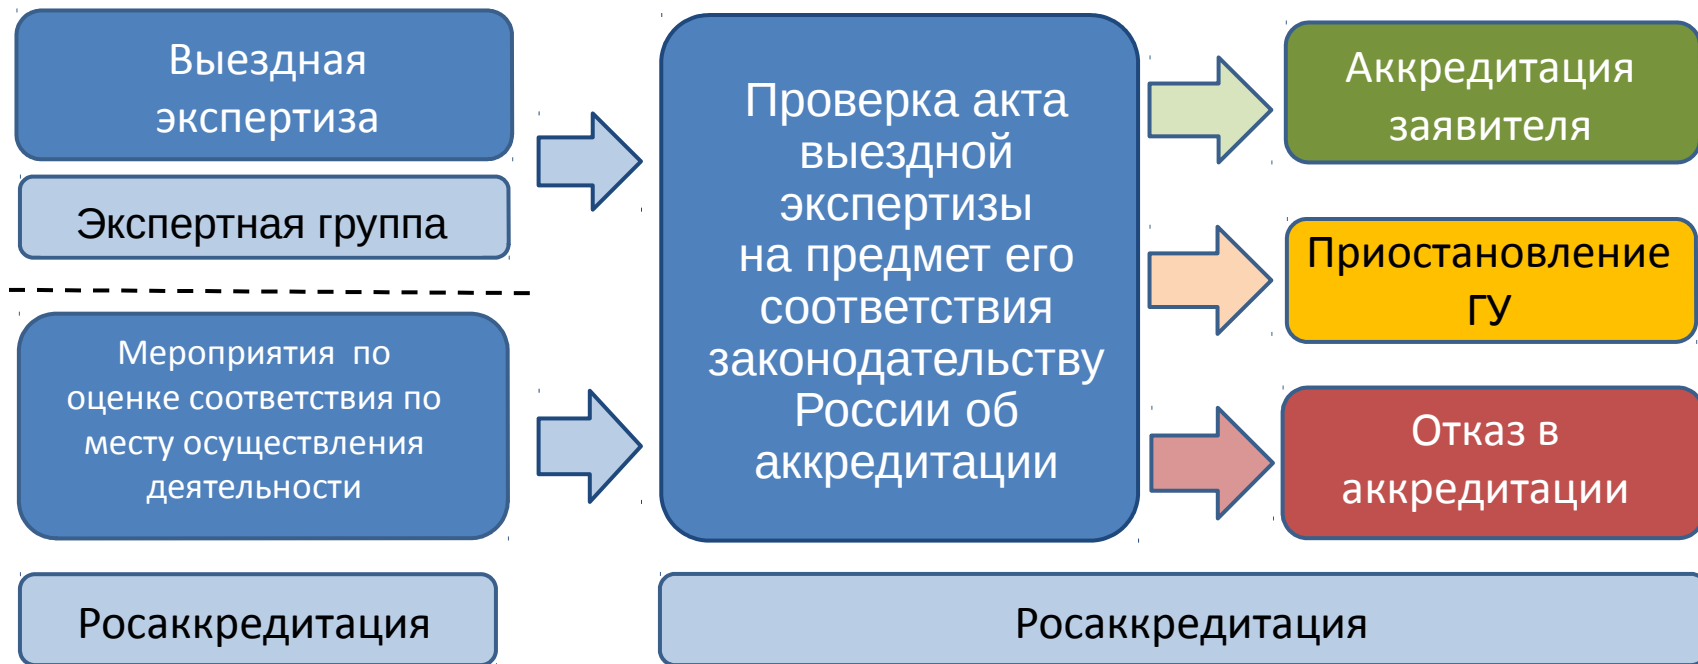 Выездная
экспертиза
Экспертная группа
Мероприятия по
оценке соответствия по
месту осуществления
деятельности
Росаккредитация
Проверка акта
выездной
экспертизы
на предмет его
соответствия
законодательству
России об
аккредитации
Аккредитация
заявителя
Приостановление
ГУ
Отказ в
аккредитации
Росаккредитация